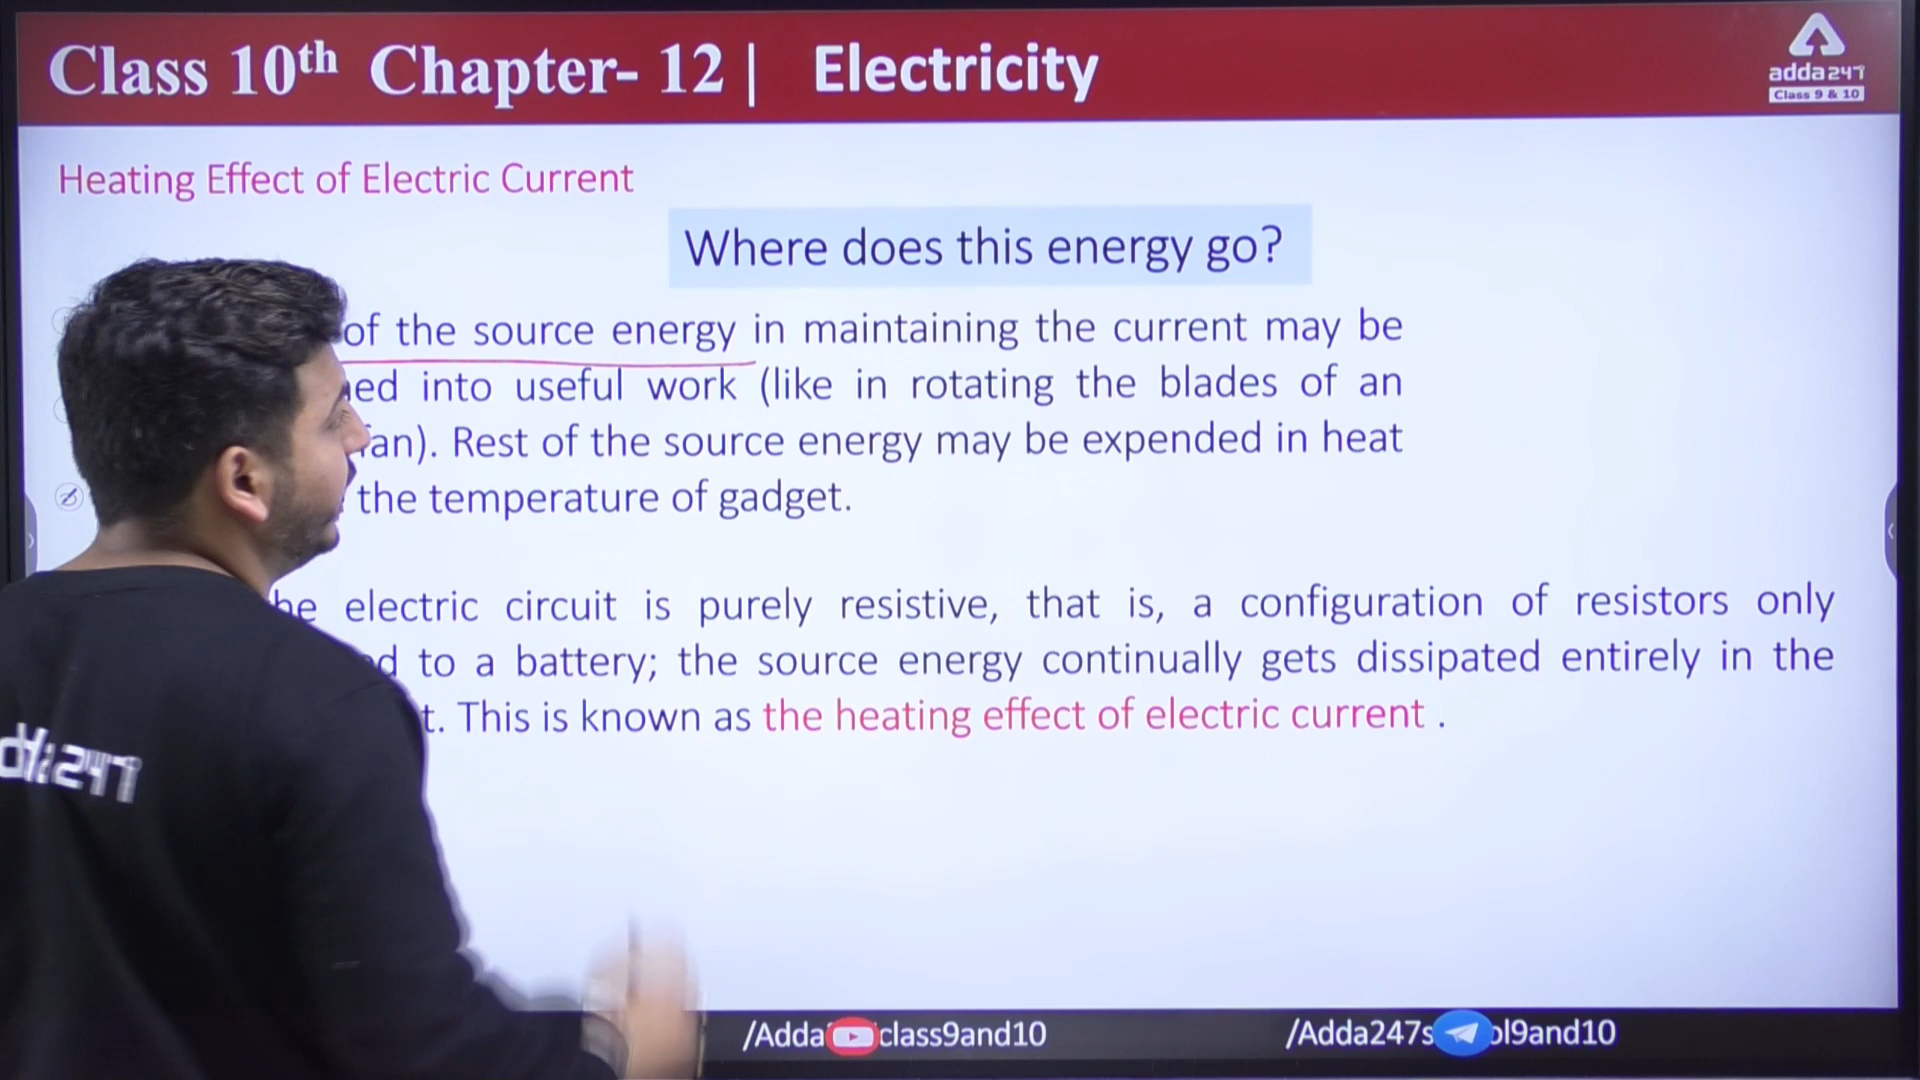 Class 10th Chapter- 12 | Electricity
adda247
Class 9 & 10
Heating Effect of Electric Current
Where does this energy go?
of the source energy in maintaining the current may be
into useful work (like in rotating the blades of an
fan). Rest of the source energy may be expended in heat
the temperature of gadget.
electric circuit is purely resistive, that is, a configuration of resistors only
to a battery; the source energy continually gets dissipated entirely in the
This is known as the heating effect of electric current .
/Adda class9and10
/Adda247s ol9and10